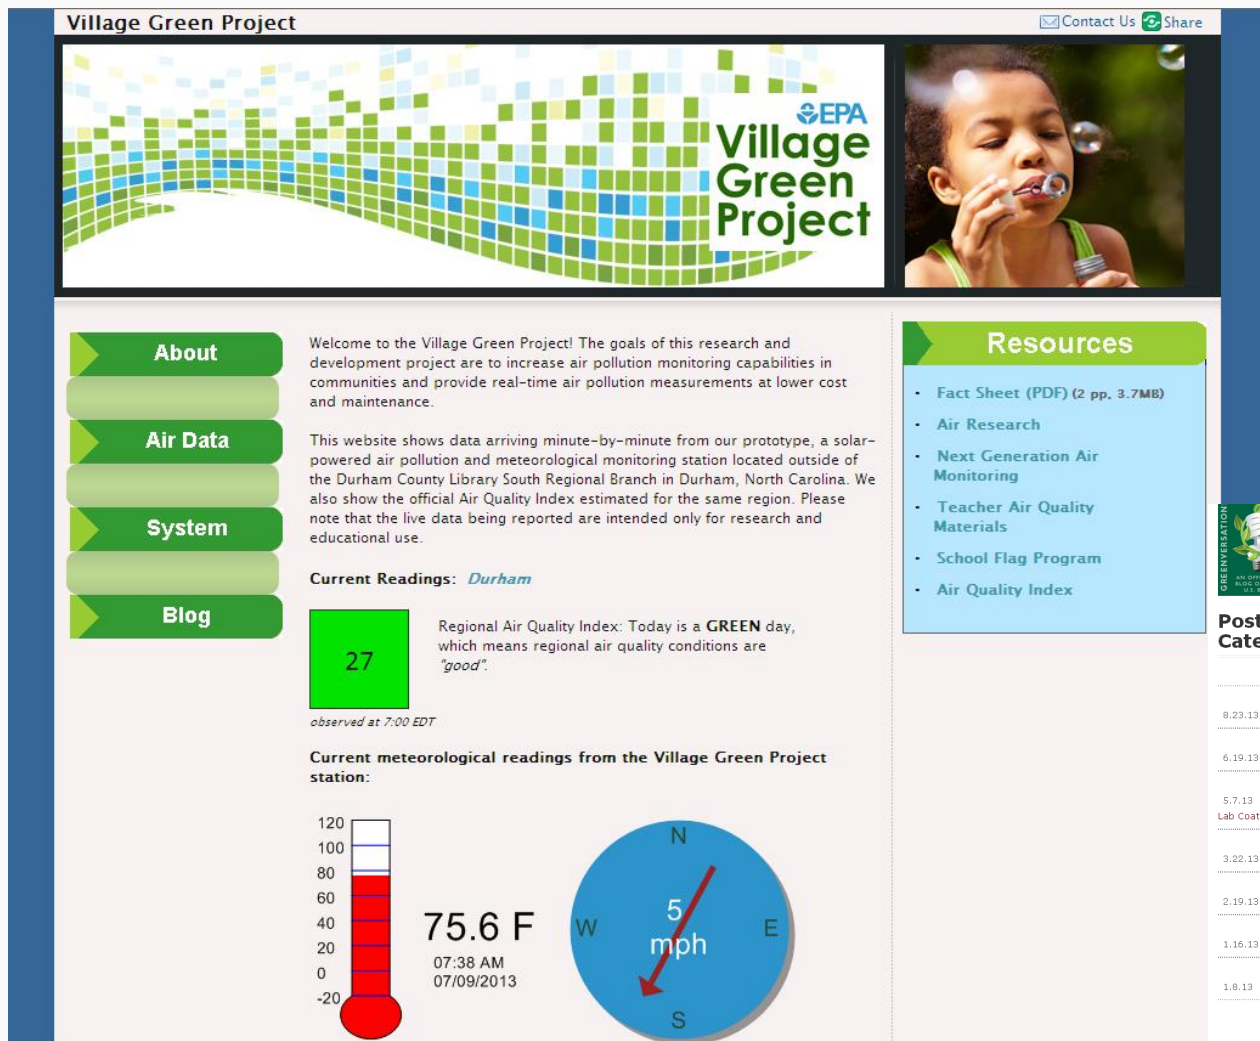 Village Green Project
Contact Us
Share
EPA
Village
Green
Project
About
Air Data
System
Blog
Welcome to the Village Green Project! The goals of this research and
development project are to increase air pollution monitoring capabilities in
communities and provide real-time air pollution measurements at lower cost
and maintenance.
This website shows data arriving minute-by-minute from our prototype, a solar-
powered air pollution and meteorological monitoring station located outside of
the Durham County Library South Regional Branch in Durham, North Carolina. We
also show the official Air Quality Index estimated for the same region. Please
note that the live data being reported are intended only for research and
educational use.
Current Readings: Durham
27
Regional Air Quality Index: Today is a GREEN day,
which means regional air quality conditions are
"good".
observed at 7:00 EDT
Current meteorological readings from the Village Green Project
station:
120
100
80
60
40
20
0
-20
75.6 F
07:38 AM
07/09/2013
N
W
5
mph
E
S
Resources
· Fact Sheet (PDF) (2 pp, 3.7MB)
· Air Research
· Next Generation Air
Monitoring
· Teacher Air Quality
Materials
· School Flag Program
· Air Quality Index
GREENVERSATION
AN OFF
BLOG O
U.S. E
Post
Cate
8.23.13
6.19.13
5.7.13
Lab Coat
3.22.13
2.19.13
1.16.13
1.8.13